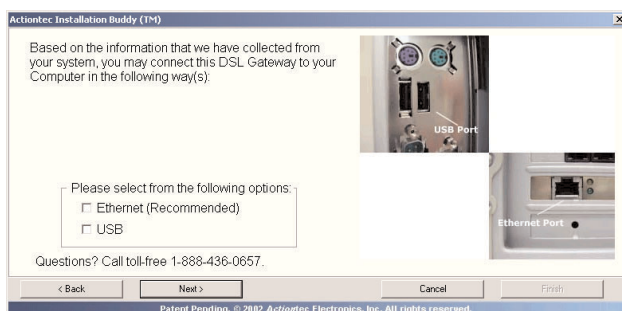 Actiontec Installation Buddy (TM)
Based on the information that we have collected from
your system, you may connect this DSL Gateway to your
Computer in the following way(s):
USB Port
Please select from the following options:
Ethernet (Recommended)
USB
Ethernet Port
Questions? Call toll-free 1-888-436-0657.
< Back
Next >
Cancel
Finish
Patent Pending. © 2002 Actiontec Electronics, Inc. All rights reserved.